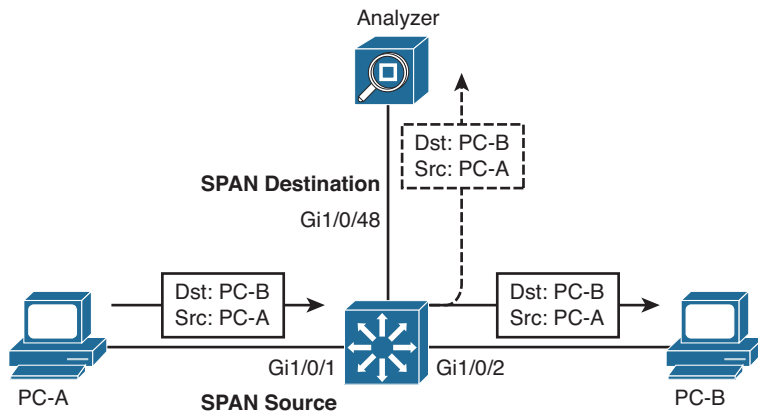 Analyzer
Dst: PC-B
Src: PC-A
SPAN Destination
Gi1/0/48
Dst: PC-B
Src: PC-A
Dst: PC-B
Src: PC-A
Gi1/0/1
Gi1/0/2
PC-A
SPAN Source
PC-B